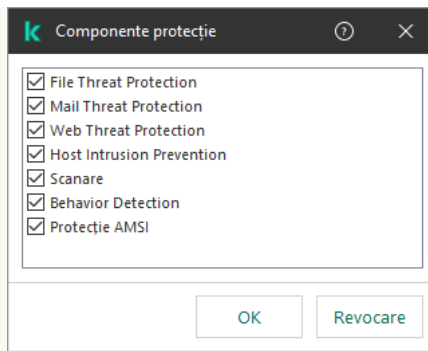 Componente protecție
File Threat Protection
Mail Threat Protection
Web Threat Protection
Host Intrusion Prevention
Scanare
Behavior Detection
Protecție AMSI
OK
Revocare